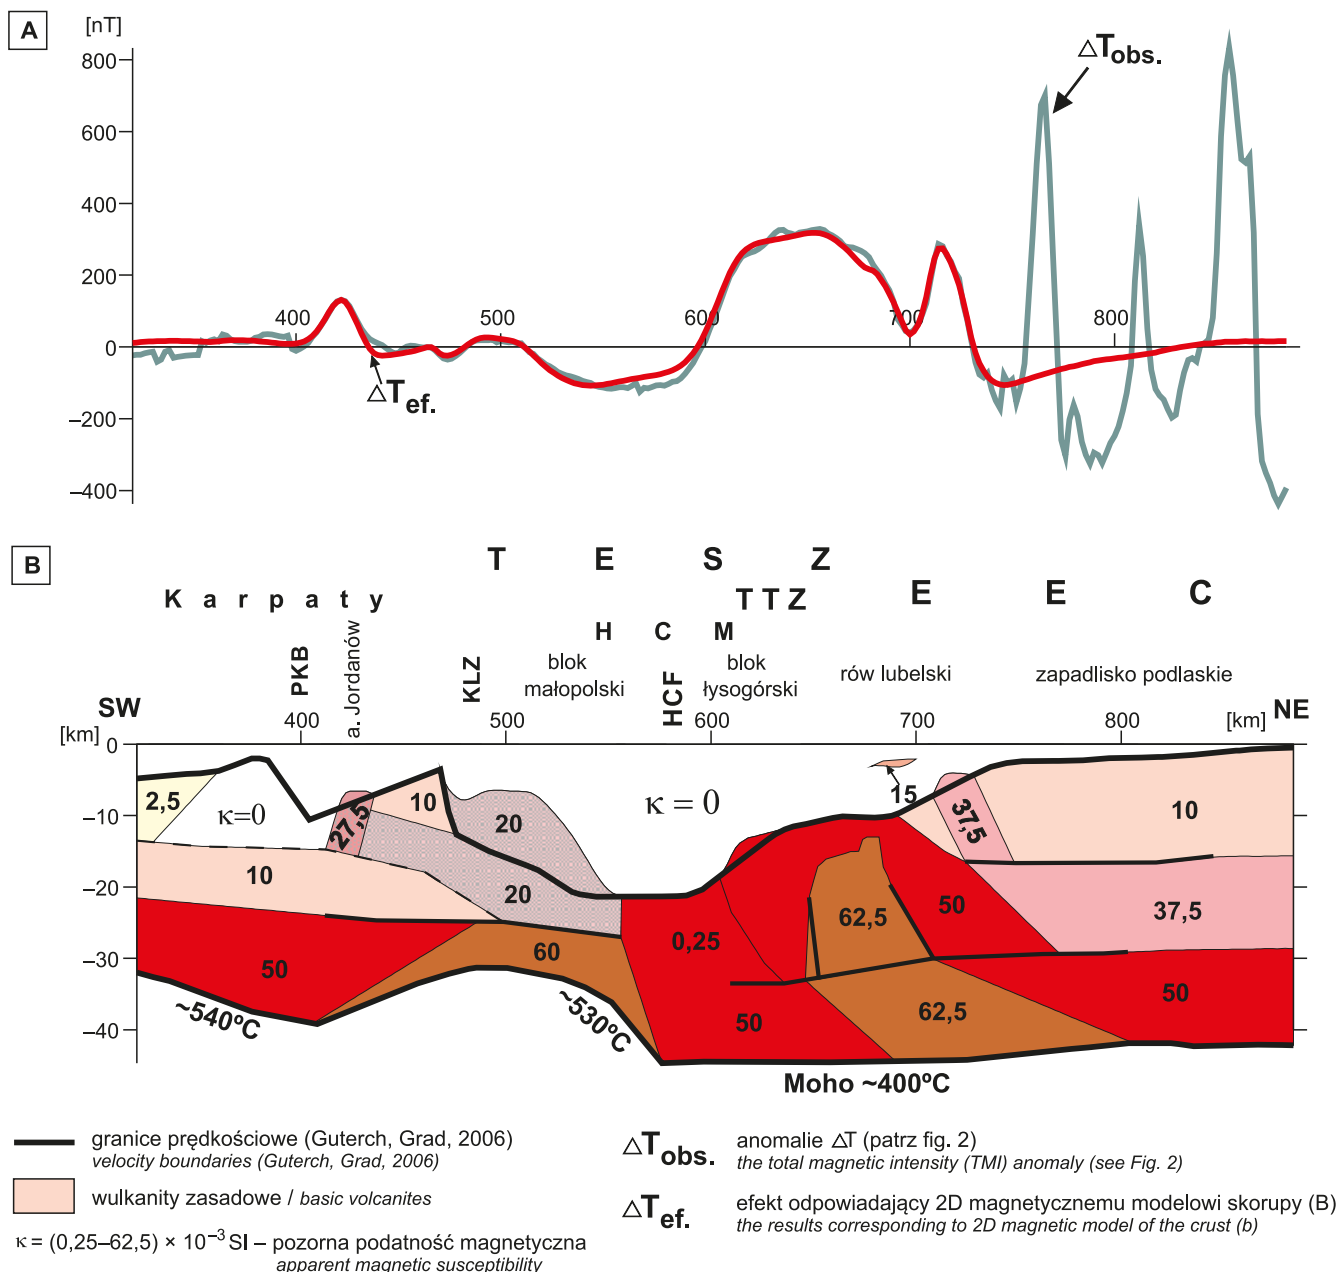 A
[nT]
800
600
400
200
0
–200
–400
400
500
600
700
800
△Tobs.
△Tef.
B
T E S Z
K a r p a t y
T T Z
E E C
H C M
PKB
a. Jordanów
KLZ
blok
małopolski
HCF
blok
łysogórski
rów lubelski
zapadlisko podlaskie
SW
NE
[km]
400
500
600
700
800
[km]
0
–10
–20
–30
–40
2,5
κ=0
27,5
10
20
κ = 0
15
37,5
10
10
20
0,25
62,5
50
37,5
50
60
50
62,5
50
~540ºC
~530ºC
Moho ~400ºC
granice prędkościowe (Guterch, Grad, 2006)
velocity boundaries (Guterch, Grad, 2006)
wulkanity zasadowe / basic volcanites
κ = (0,25–62,5) × 10⁻³ SI – pozorna podatność magnetyczna
apparent magnetic susceptibility
△Tobs.
anomalie △T (patrz fig. 2)
the total magnetic intensity (TMI) anomaly (see Fig. 2)
△Tef.
efekt odpowiadający 2D magnetycznemu modelowi skorupy (B)
the results corresponding to 2D magnetic model of the crust (b)